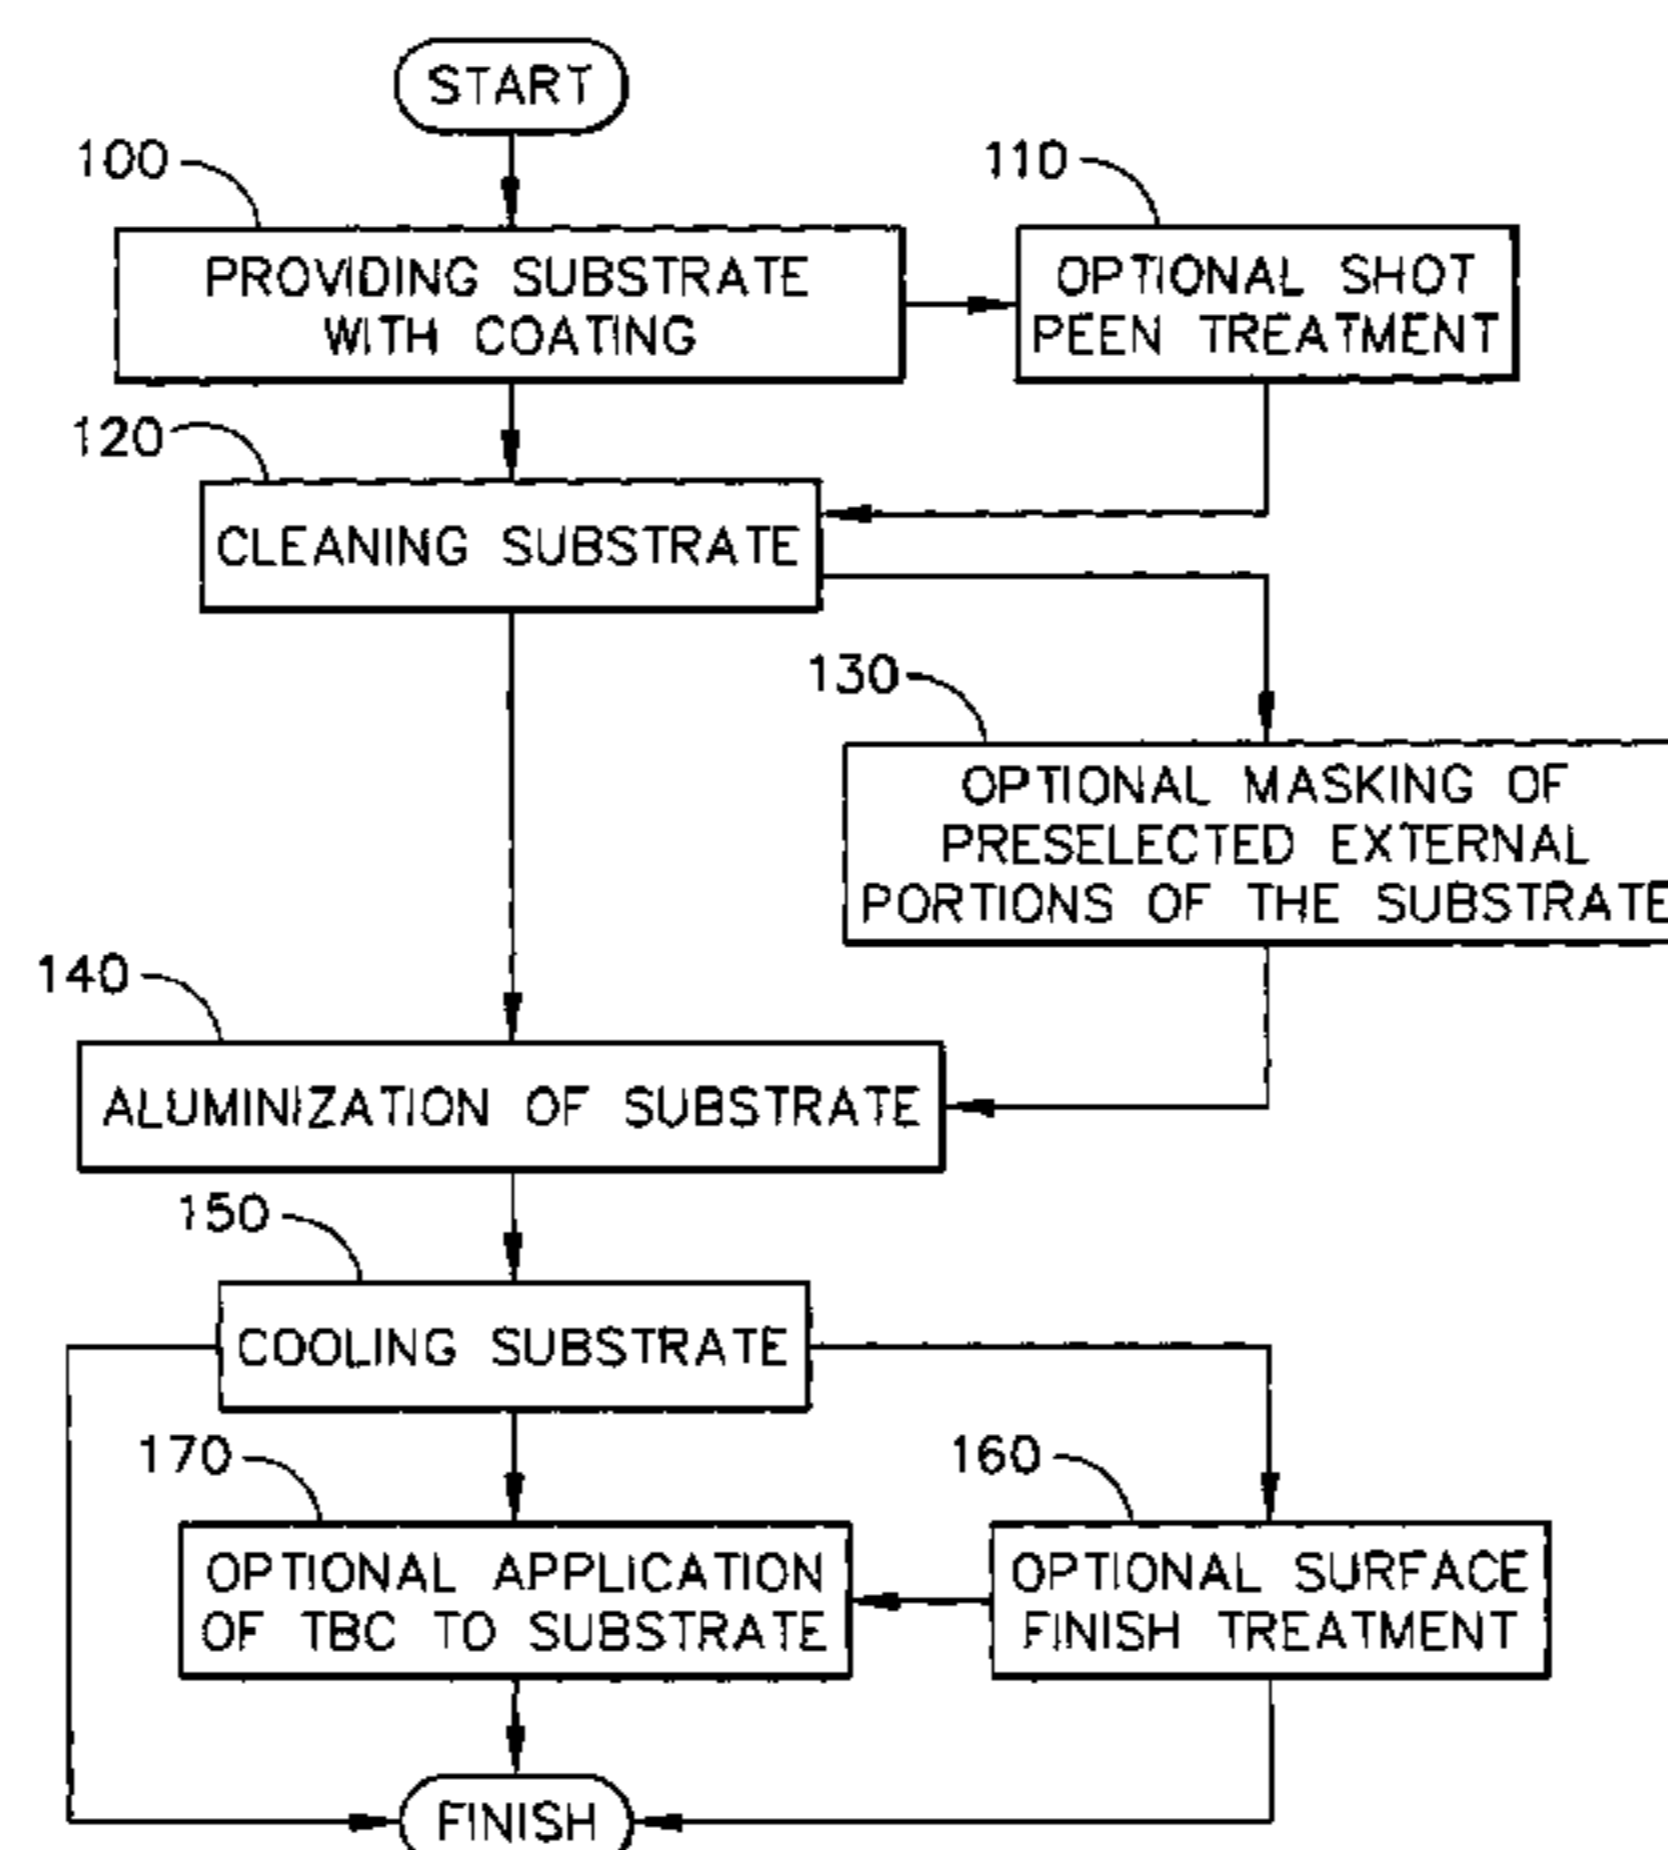 START
100
110
PROVIDING SUBSTRATE
WITH COATING
OPTIONAL SHOT
PEEN TREATMENT
120
CLEANING SUBSTRATE
130
OPTIONAL MASKING OF
PRESELECTED EXTERNAL
PORTIONS OF THE SUBSTRATE
140
ALUMINIZATION OF SUBSTRATE
150
COOLING SUBSTRATE
170
160
OPTIONAL APPLICATION
OF TBC TO SUBSTRATE
OPTIONAL SURFACE
FINISH TREATMENT
FINISH